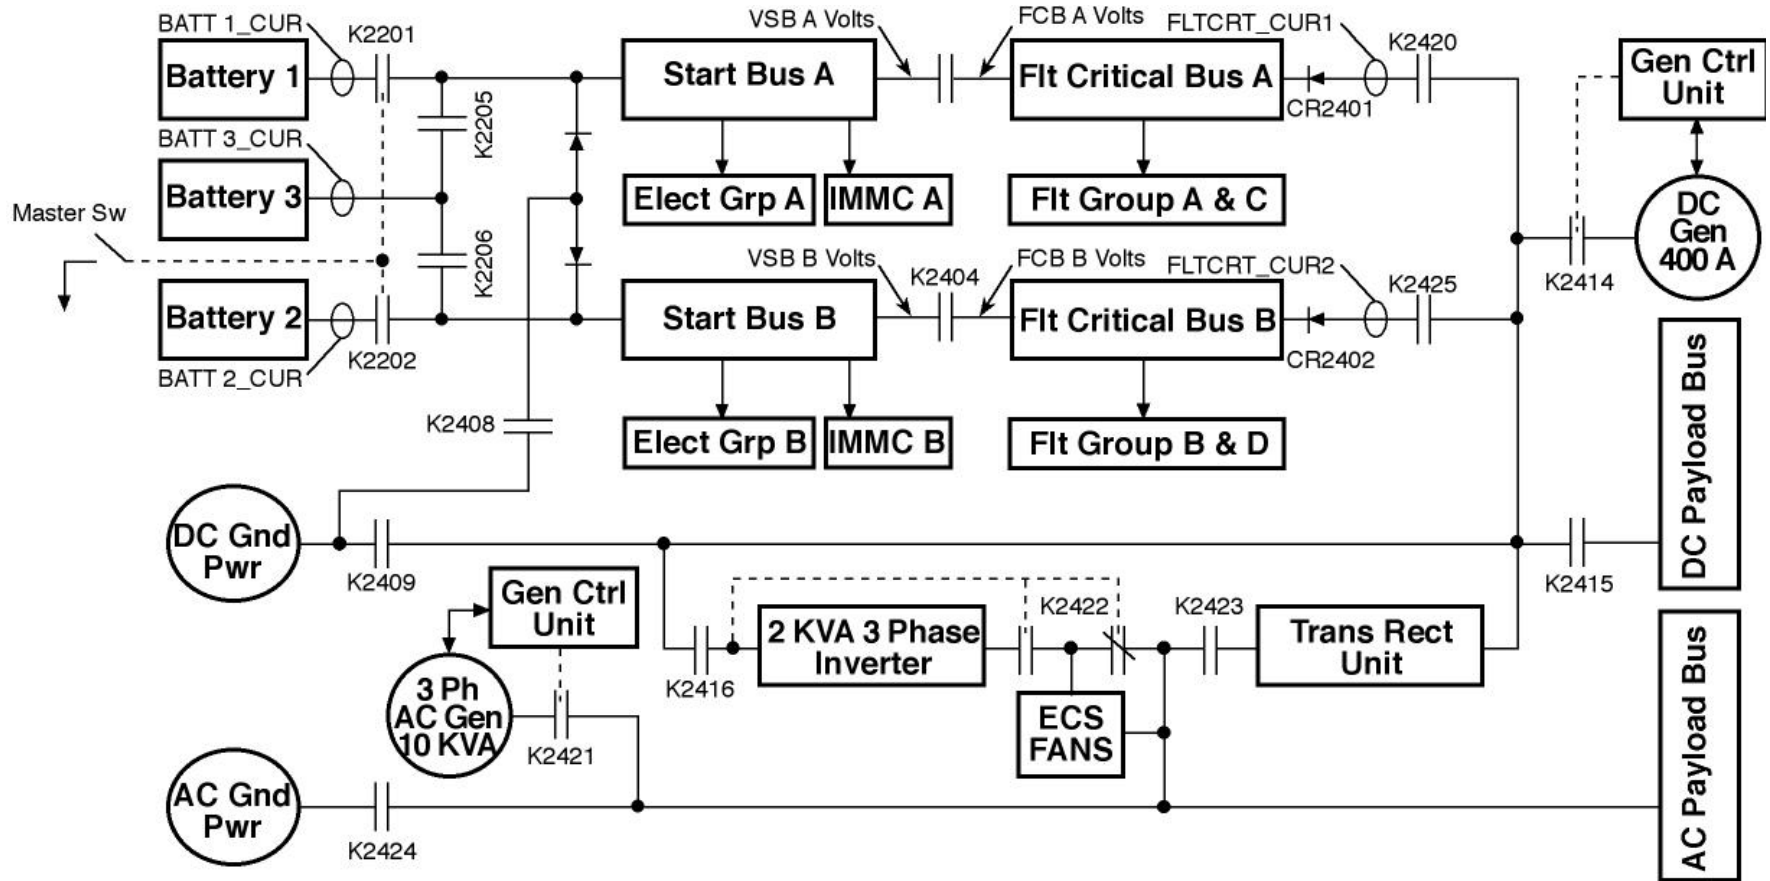 BATT 1_CUR
K2201
VSB A Volts
FCB A Volts
FLTCRT_CUR1
K2420
Battery 1
Start Bus A
Flt Critical Bus A
Gen Ctrl
Unit
K2205
CR2401
BATT 3_CUR
Battery 3
Elect Grp A
IMMC A
Flt Group A & C
DC
Gen
400 A
Master Sw
K2206
VSB B Volts
K2404
FCB B Volts
FLTCRT_CUR2
K2425
K2414
Battery 2
Start Bus B
Flt Critical Bus B
K2202
CR2402
BATT 2_CUR
DC Payload Bus
K2408
Elect Grp B
IMMC B
Flt Group B & D
DC Gnd
Pwr
K2409
K2415
Gen Ctrl
Unit
K2422
K2423
2 KVA 3 Phase
Inverter
Trans Rect
Unit
K2416
3 Ph
AC Gen
10 KVA
K2421
ECS
FANS
AC Payload Bus
AC Gnd
Pwr
K2424